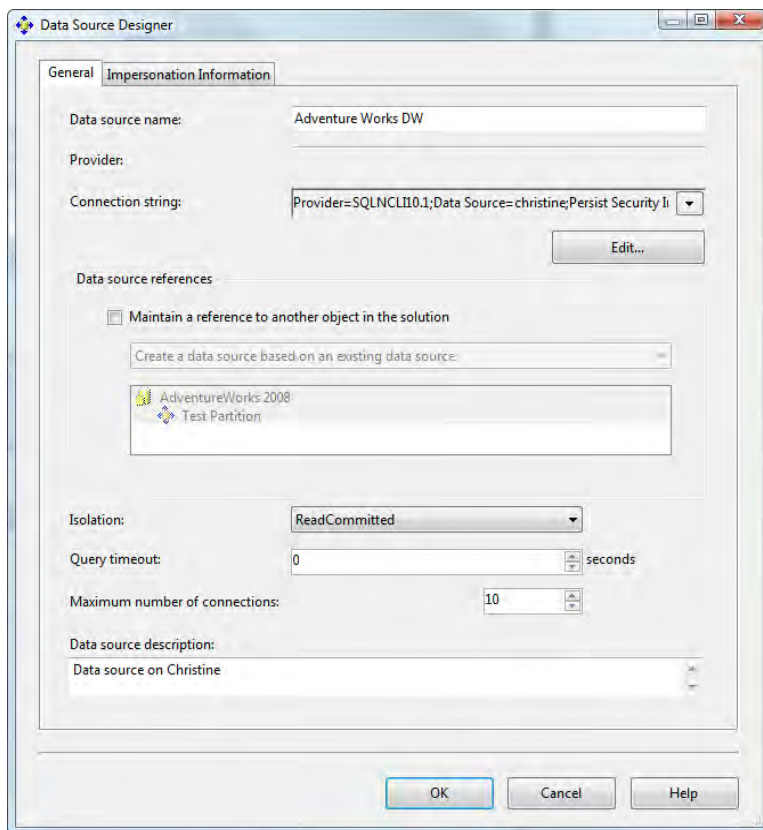 Data Source Designer
General Impersonation Information
Data source name: Adventure Works DW
Provider:
Connection string: Provider=SQLNCLI10.1;Data Source=christine;Persist Security
Edit...
Data source references
Maintain a reference to another object in the solution
Create a data source based on an existing data source
AdventureWorks 2008
Test Partition
Isolation: ReadCommitted
Query timeout: 0 seconds
Maximum number of connections: 10
Data source description:
Data source on Christine
OK Cancel Help